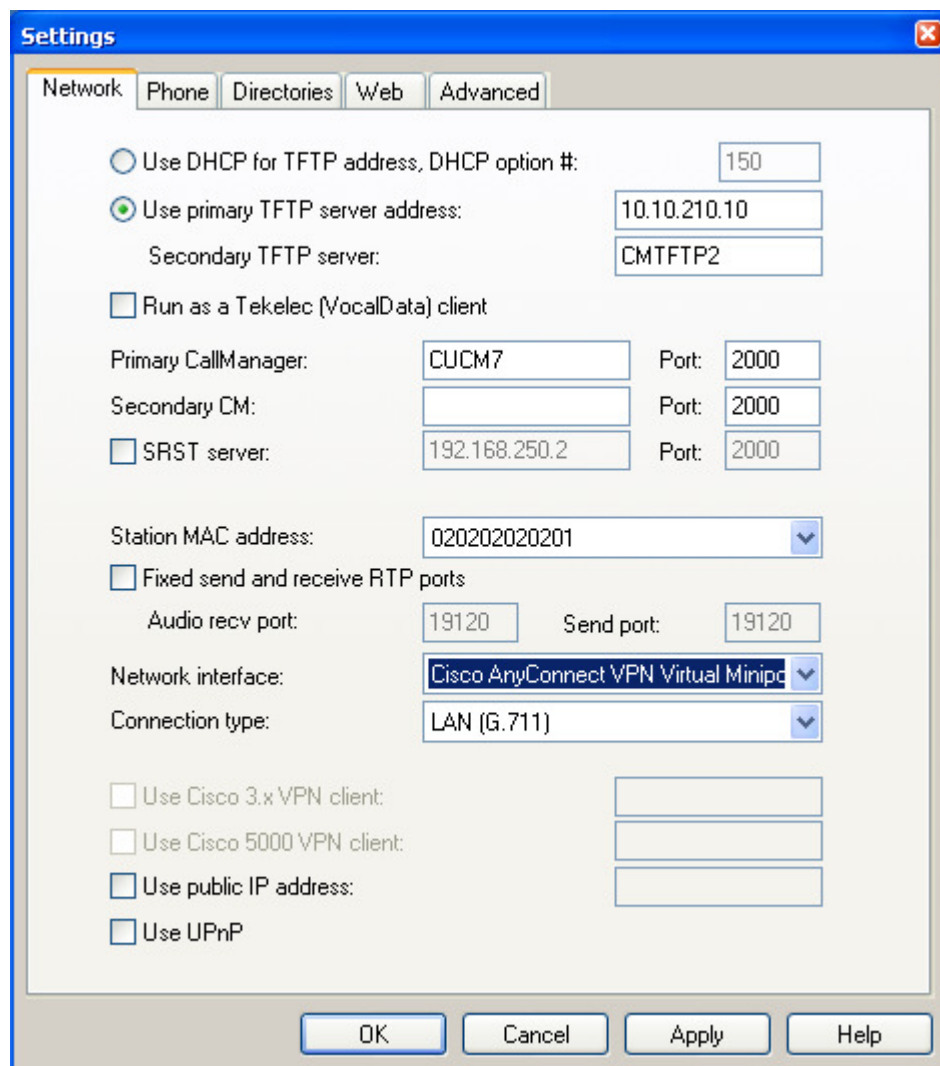 Settings
Network Phone Directories Web Advanced
Use DHCP for TFTP address, DHCP option #: 150
Use primary TFTP server address: 10.10.210.10
Secondary TFTP server: CMTFTP2
Run as a Tekelec (VocalData) client
Primary CallManager: CUCM7 Port: 2000
Secondary CM: Port: 2000
SRST server: 192.168.250.2 Port: 2000
Station MAC address: 020202020201
Fixed send and receive RTP ports
Audio recv port: 19120 Send port: 19120
Network interface: Cisco AnyConnect VPN Virtual Minipo
Connection type: LAN (G.711)
Use Cisco 3.x VPN client:
Use Cisco 5000 VPN client:
Use public IP address:
Use UPnP
OK Cancel Apply Help